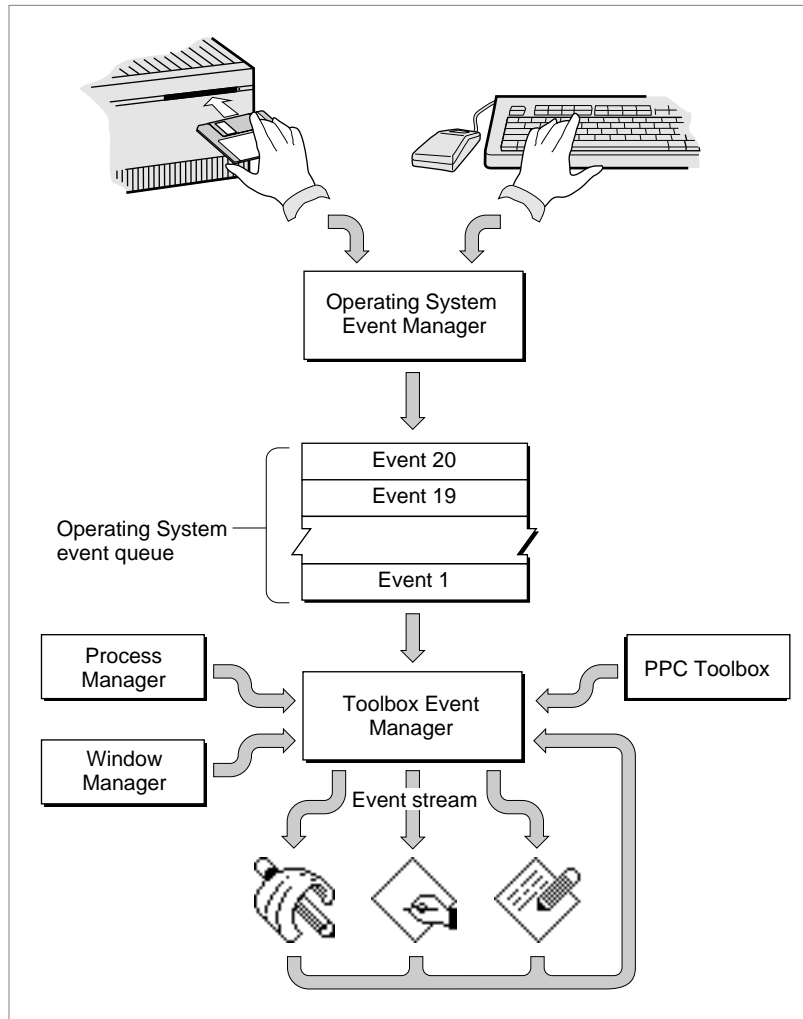 Operating System
Event Manager
Event 20
Event 19
Operating System
event queue
Event 1
Process
Manager
PPC Toolbox
Toolbox Event
Manager
Window
Manager
Event stream